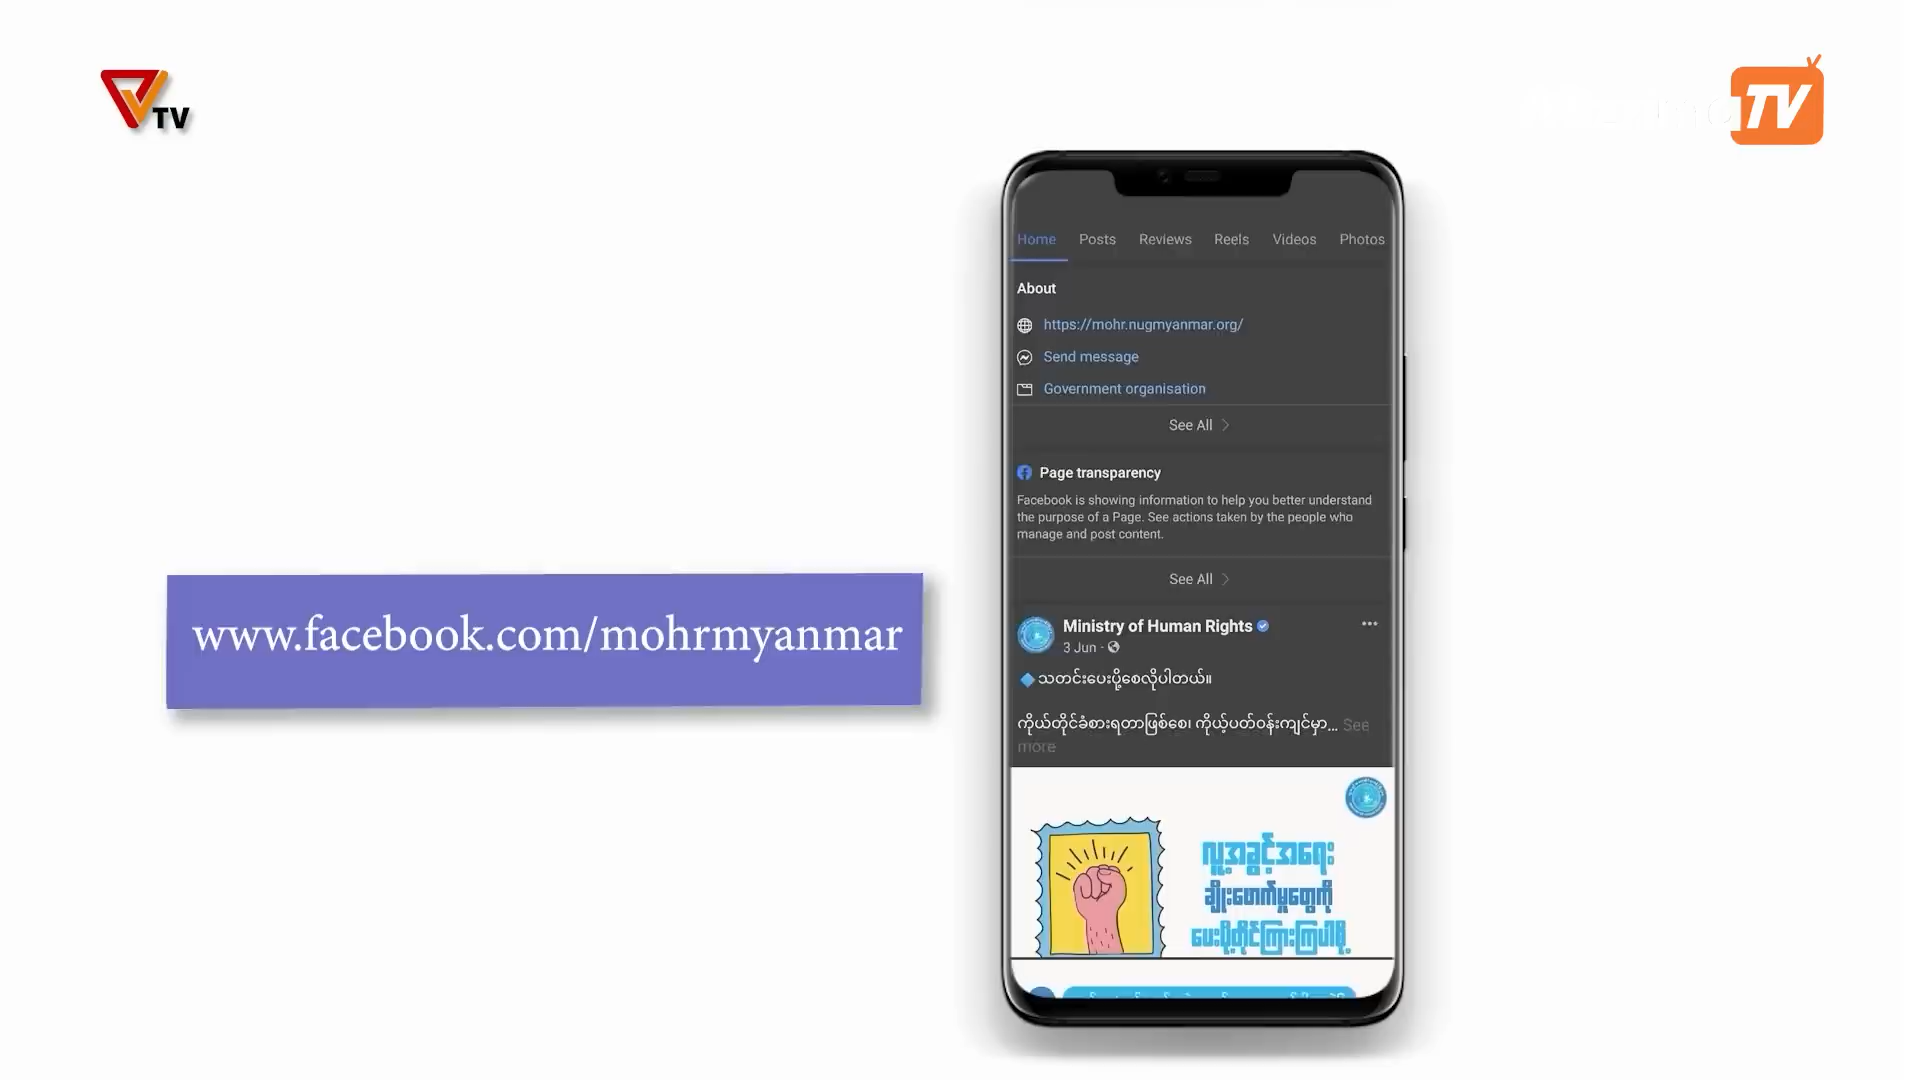 TV
TV
Home Posts Reviews Reels Videos Photos
About
https://mohr.nugmyanmar.org/
Send message
Government organisation
See All
Page transparency
Facebook is showing information to help you better understand
the purpose of a Page. See actions taken by the people who
manage and post content.
See All
www.facebook.com/mohrmyanmar
Ministry of Human Rights
3 Jun
သတင်းပေးပို့စေလိုပါတယ်။
ကိုယ်တိုင်ခံစားရတာဖြစ်စေ၊ ကိုယ့်ပတ်ဝန်းကျင်မှာ... See
more
လူ့အခွင့်အရေး
ချိုးဖောက်မှုတွေကို
ပေးပို့တိုင်ကြားကြပါစို့